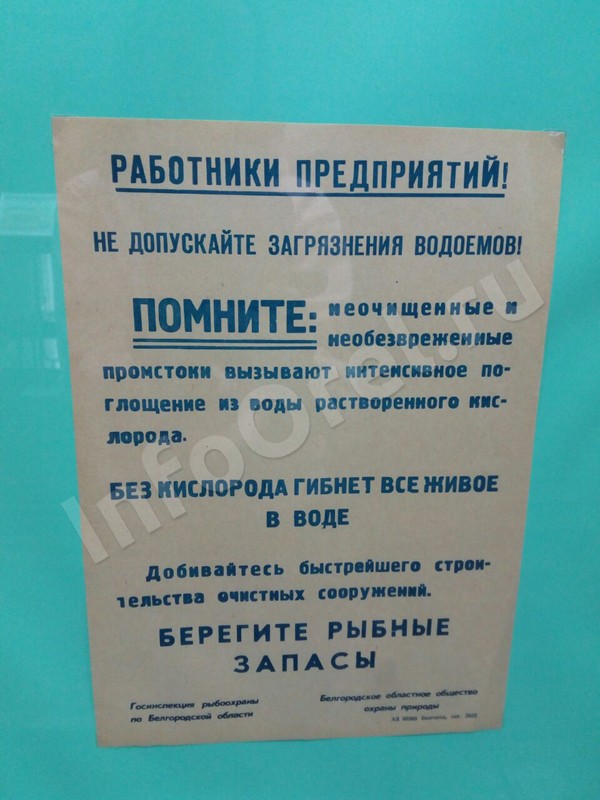 РАБОТНИКИ ПРЕДПРИЯТИЙ!
НЕ ДОПУСКАЙТЕ ЗАГРЯЗНЕНИЯ ВОДОЕМОВ!
ПОМНИТЕ: неочищенные и
необезвреженные
промстоки вызывают интенсивное по-
глощение из воды растворенного кис-
лорода.
БЕЗ КИСЛОРОДА ГИБНЕТ ВСЕ ЖИВОЕ
В ВОДЕ
Добивайтесь быстрейшего строи-
тельства очистных сооружений.
БЕРЕГИТЕ РЫБНЫЕ
ЗАПАСЫ
Госинспекция рыбоохраны
по Белгородской области
Белгородское областное общество
охраны природы
InfoOrel.ru